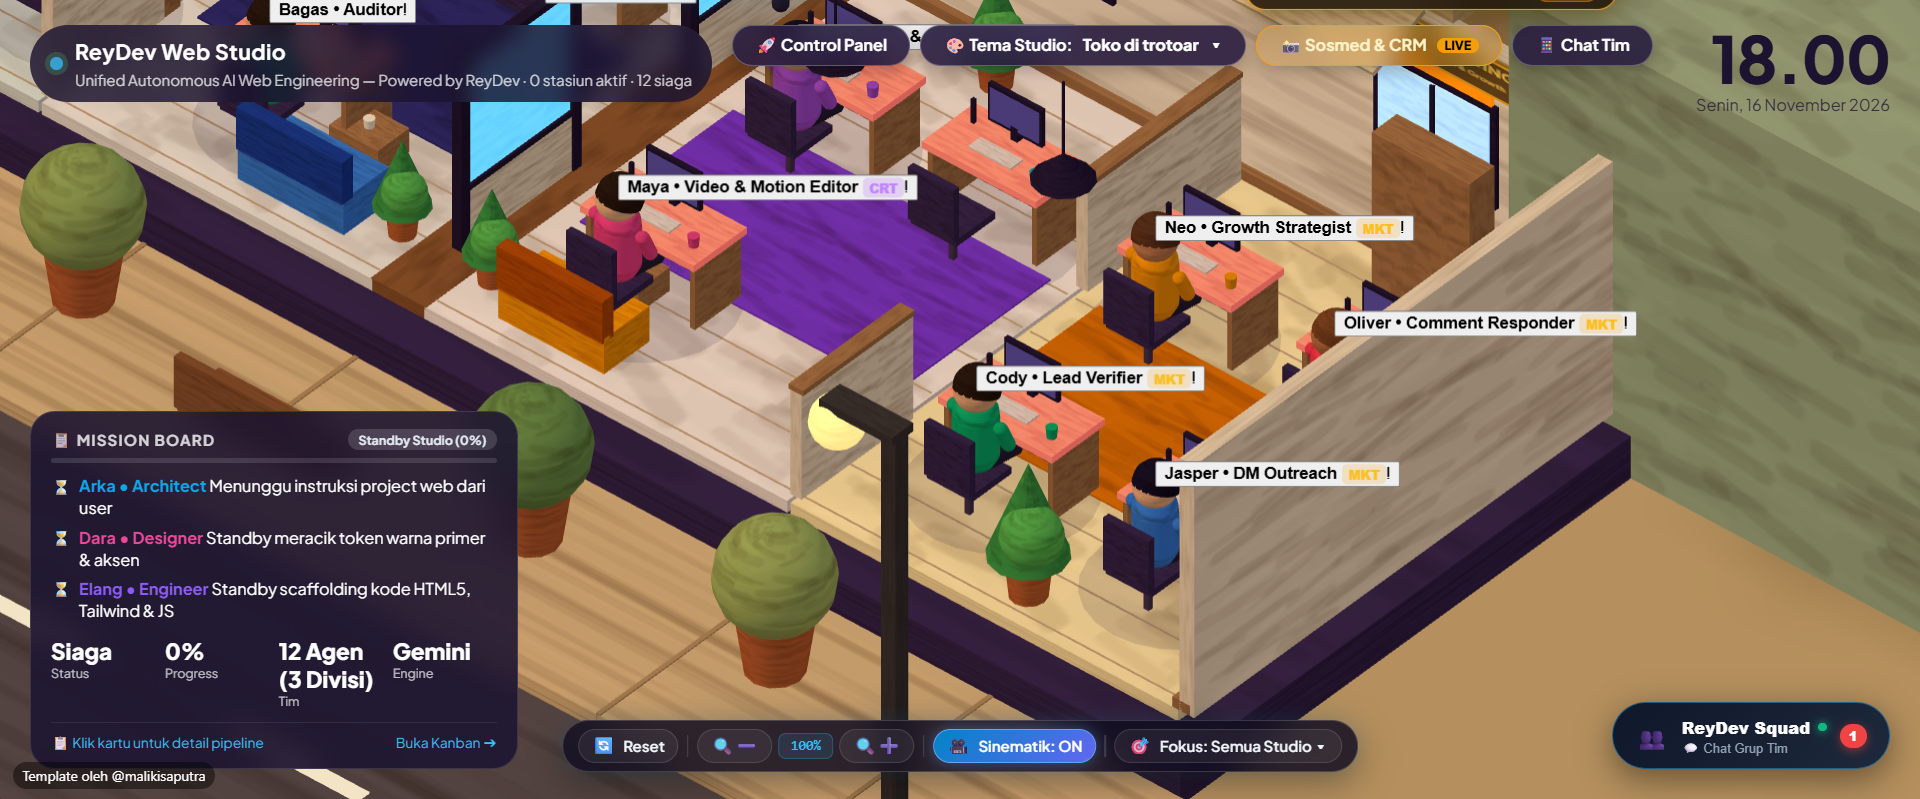 Bagas • Auditor!
ReyDev Web Studio
Unified Autonomous AI Web Engineering — Powered by ReyDev · 0 stasiun aktif · 12 siaga
&
🚀 Control Panel
🎨 Tema Studio: Toko di trotoar ▼
📸 Sosmed & CRM LIVE
Chat Tim
18.00
Senin, 16 November 2026
Maya • Video & Motion Editor CRT !
Neo • Growth Strategist MKT !
Oliver • Comment Responder MKT !
Cody • Lead Verifier MKT !
Jasper • DM Outreach MKT !
MISSION BOARD
Standby Studio (0%)
⏳ Arka • Architect Menunggu instruksi project web dari
user
⏳ Dara • Designer Standby meracik token warna primer
& aksen
⏳ Elang • Engineer Standby scaffolding kode HTML5,
Tailwind & JS
Siaga
Status
0%
Progress
12 Agen
(3 Divisi)
Tim
Gemini
Engine
Klik kartu untuk detail pipeline
Buka Kanban →
Template oleh @malikisaputra
Reset
100%
Sinematik: ON
Fokus: Semua Studio ▾
ReyDev Squad
Chat Grup Tim
1